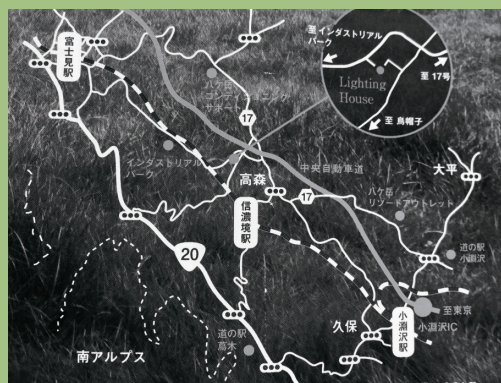 至 インダストリアル
パーク
至 17号
Lighting
House
至 烏帽子
富士見駅
八ケ岳
17
インダストリアル
パーク
中央自動車道
高森
17
大平
八ケ岳
リゾートアウトレット
信濃境駅
道の駅
小淵沢
20
至東京
小淵沢IC
小淵沢駅
久保
道の駅
蔦木
南アルプス